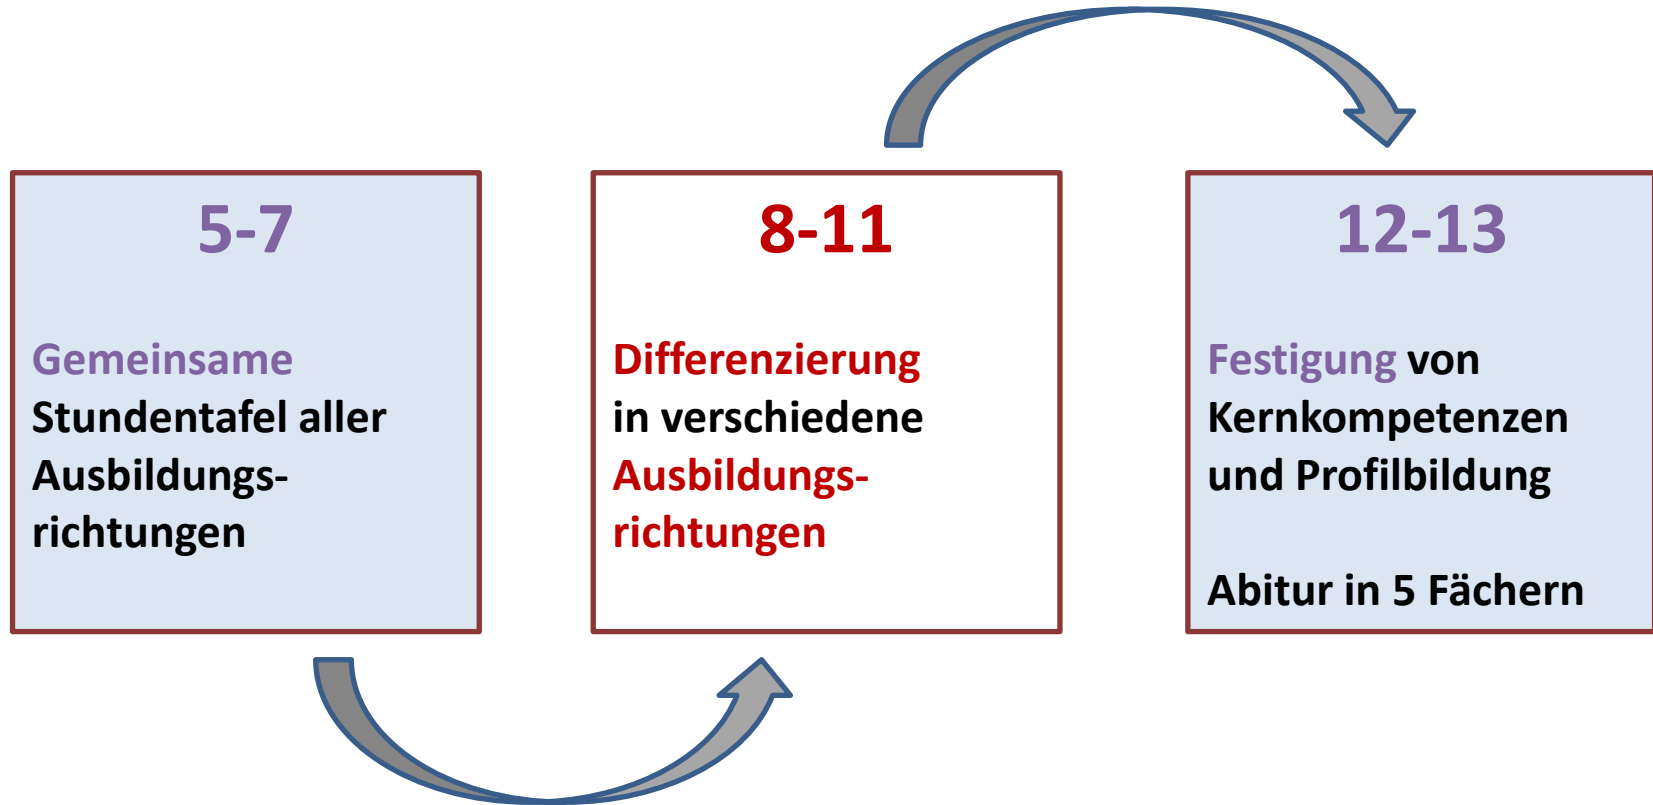 5-7
Gemeinsame
Stundentafel aller
Ausbildungs-
richtungen
8-11
Differenzierung
in verschiedene
Ausbildungs-
richtungen
12-13
Festigung von
Kernkompetenzen
und Profilbildung
Abitur in 5 Fächern